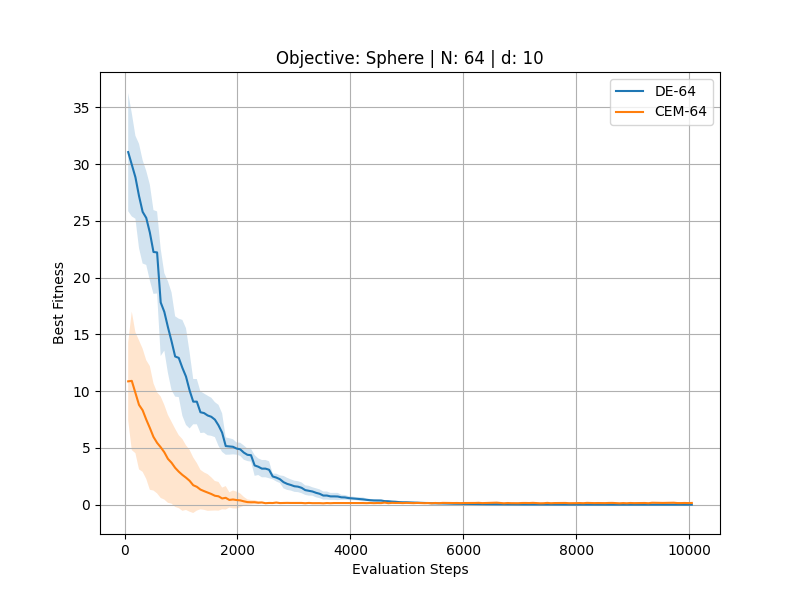 Objective: Sphere | N: 64 | d: 10
DE-64
CEM-64
Best Fitness
35
30
25
20
15
10
5
0
0 2000 4000 6000 8000 10000
Evaluation Steps